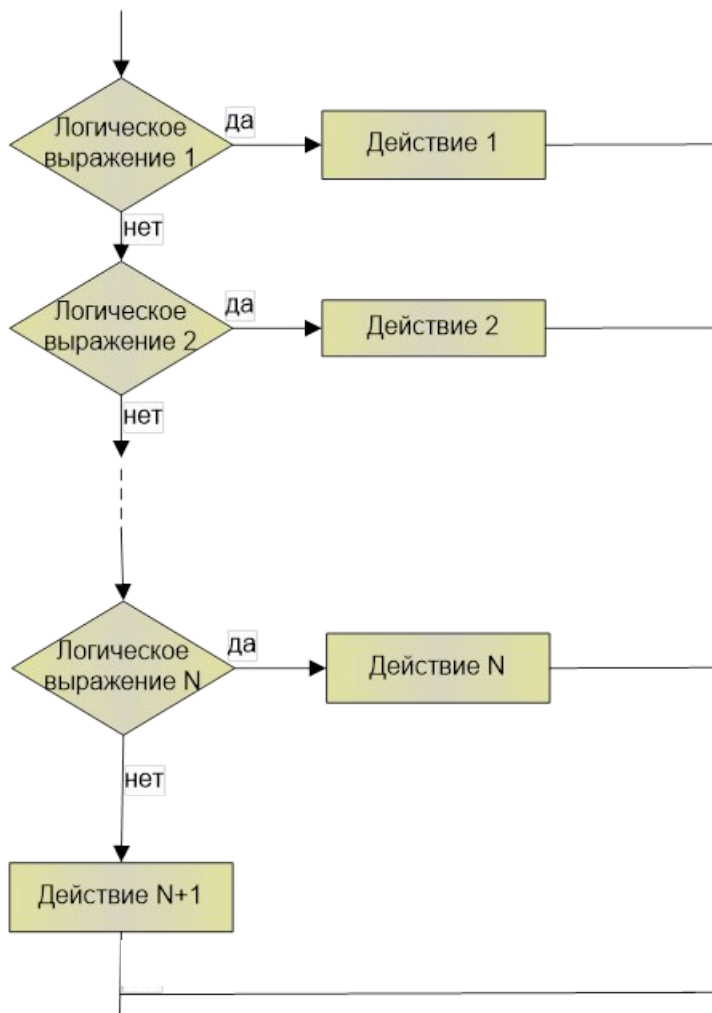 Логическое
выражение 1
да
Действие 1
нет
Логическое
выражение 2
да
Действие 2
нет
Логическое
выражение N
да
Действие N
нет
Действие N+1